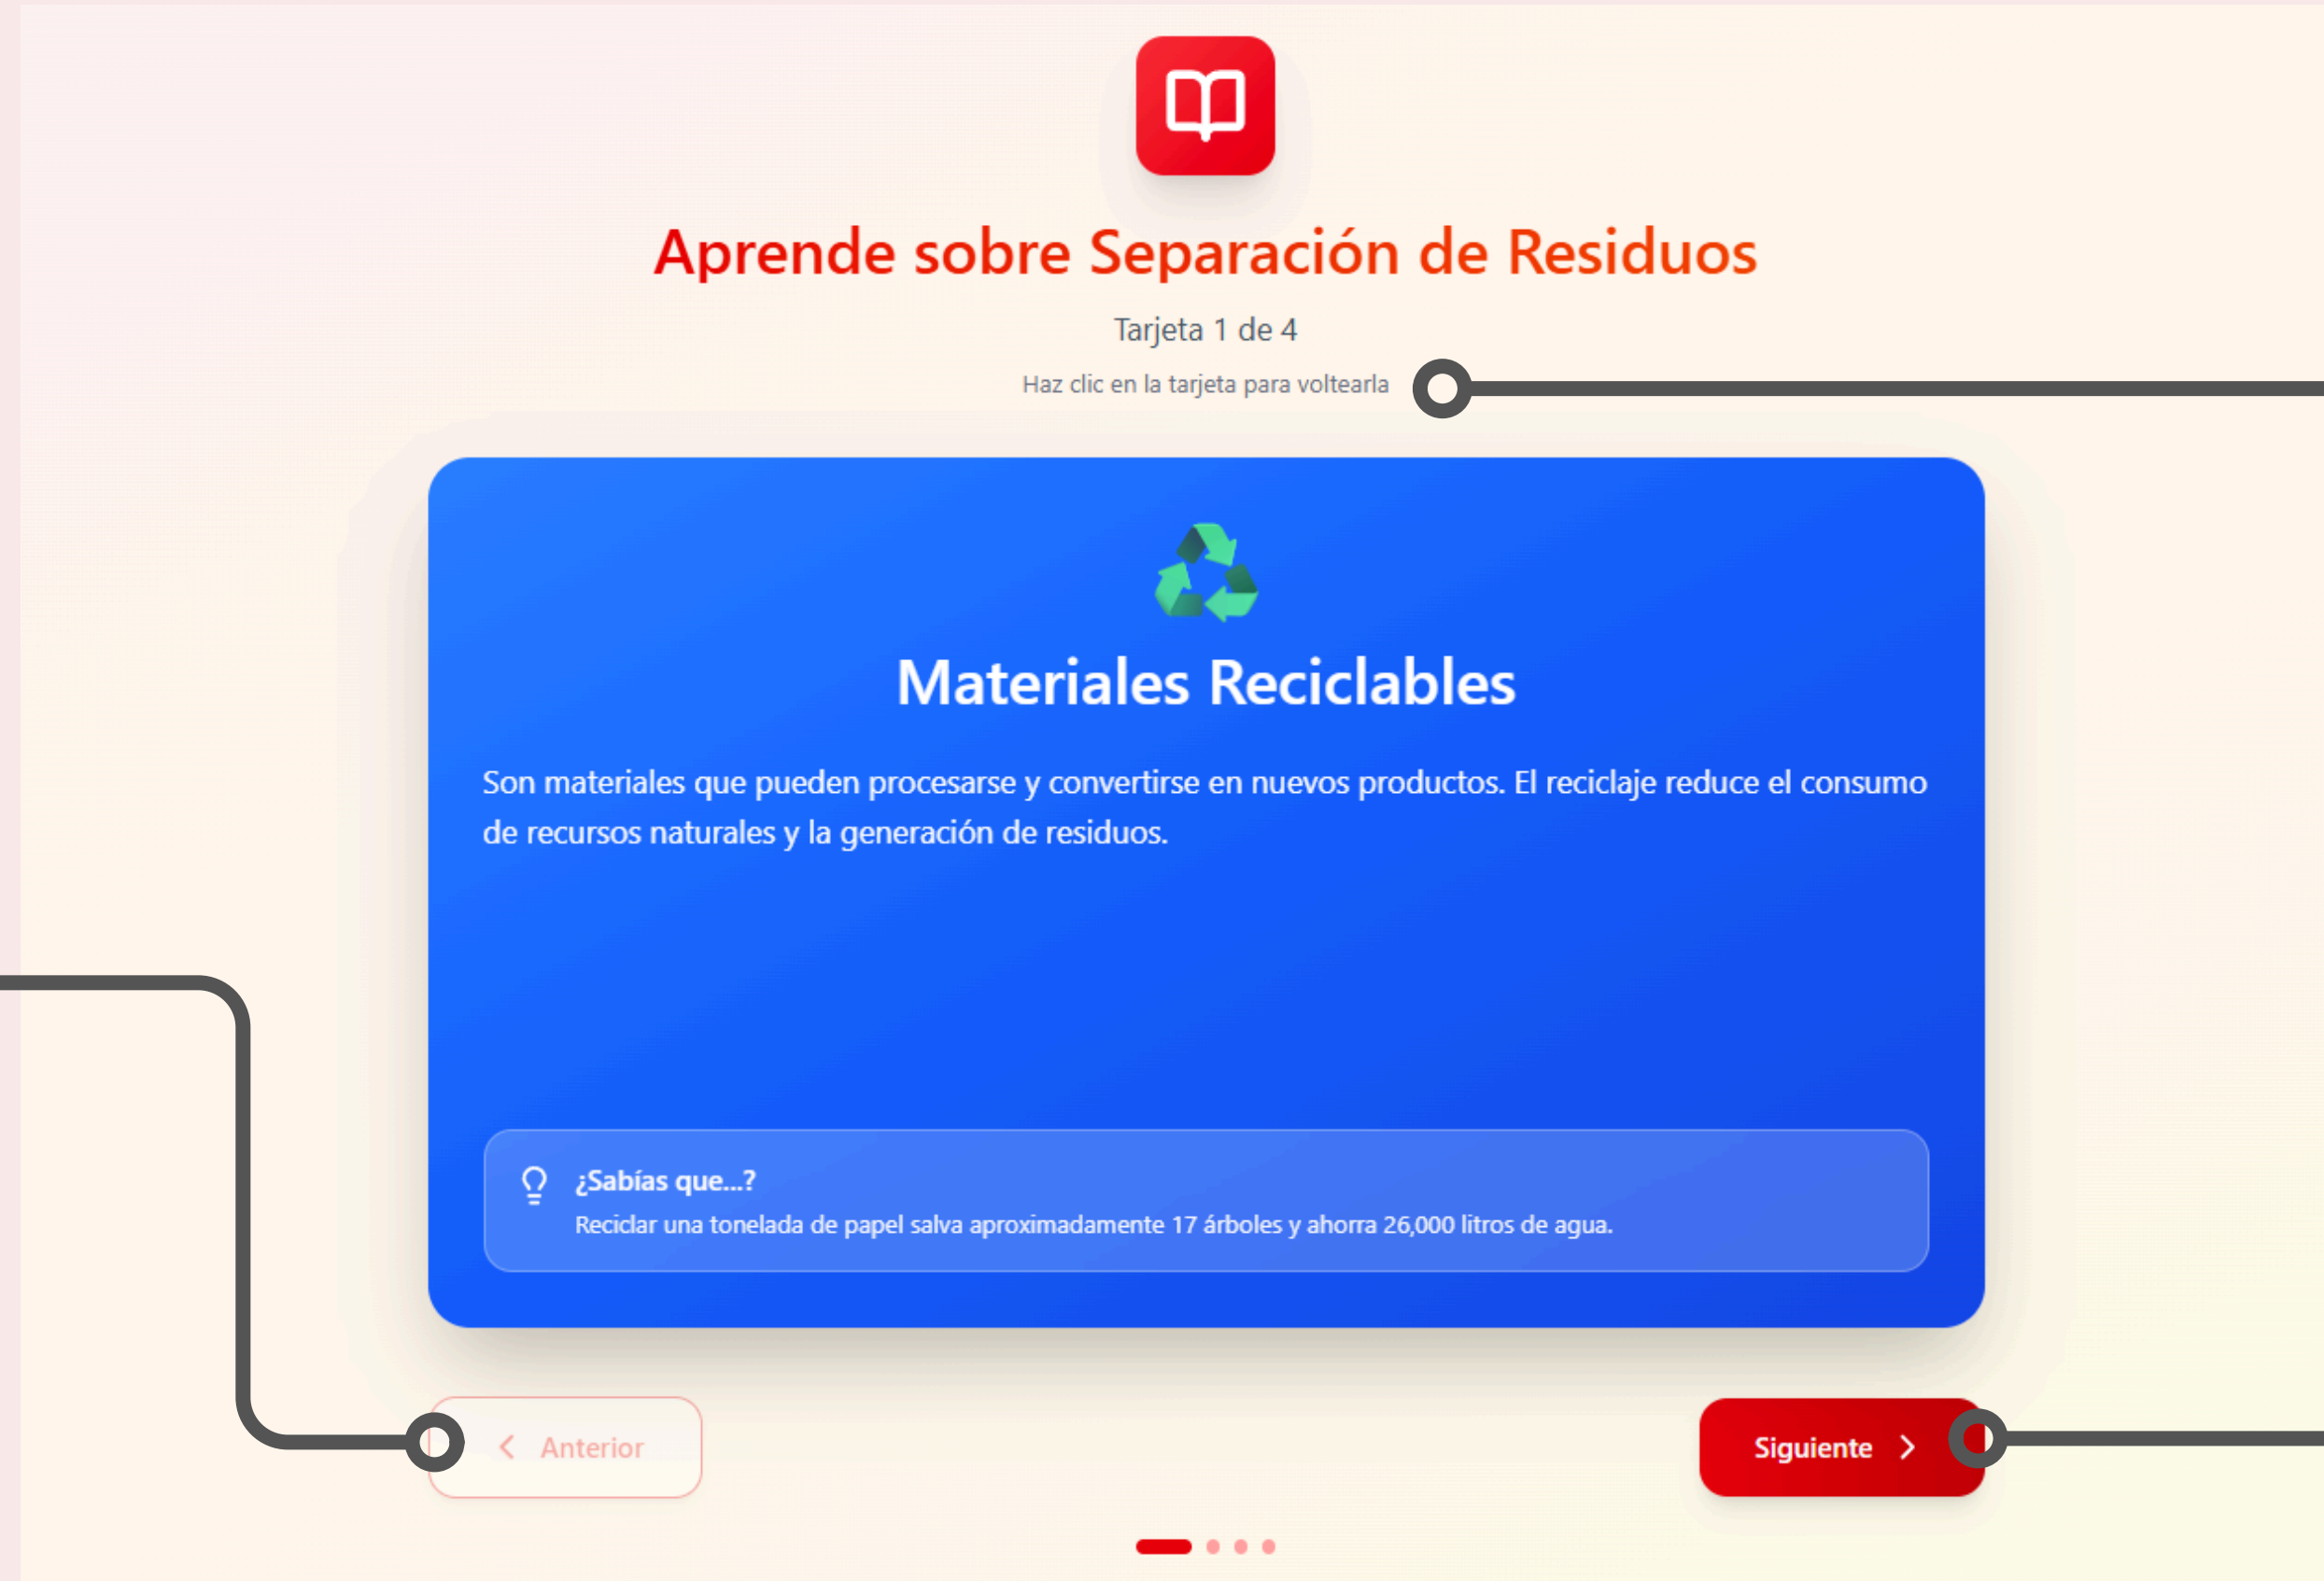 Aprende sobre Separación de Residuos
Tarjeta 1 de 4
Haz clic en la tarjeta para voltearla
Materiales Reciclables
Son materiales que pueden procesarse y convertirse en nuevos productos. El reciclaje reduce el consumo
de recursos naturales y la generación de residuos.
¿Sabías que...?
Reciclar una tonelada de papel salva aproximadamente 17 árboles y ahorra 26,000 litros de agua.
Anterior
Siguiente